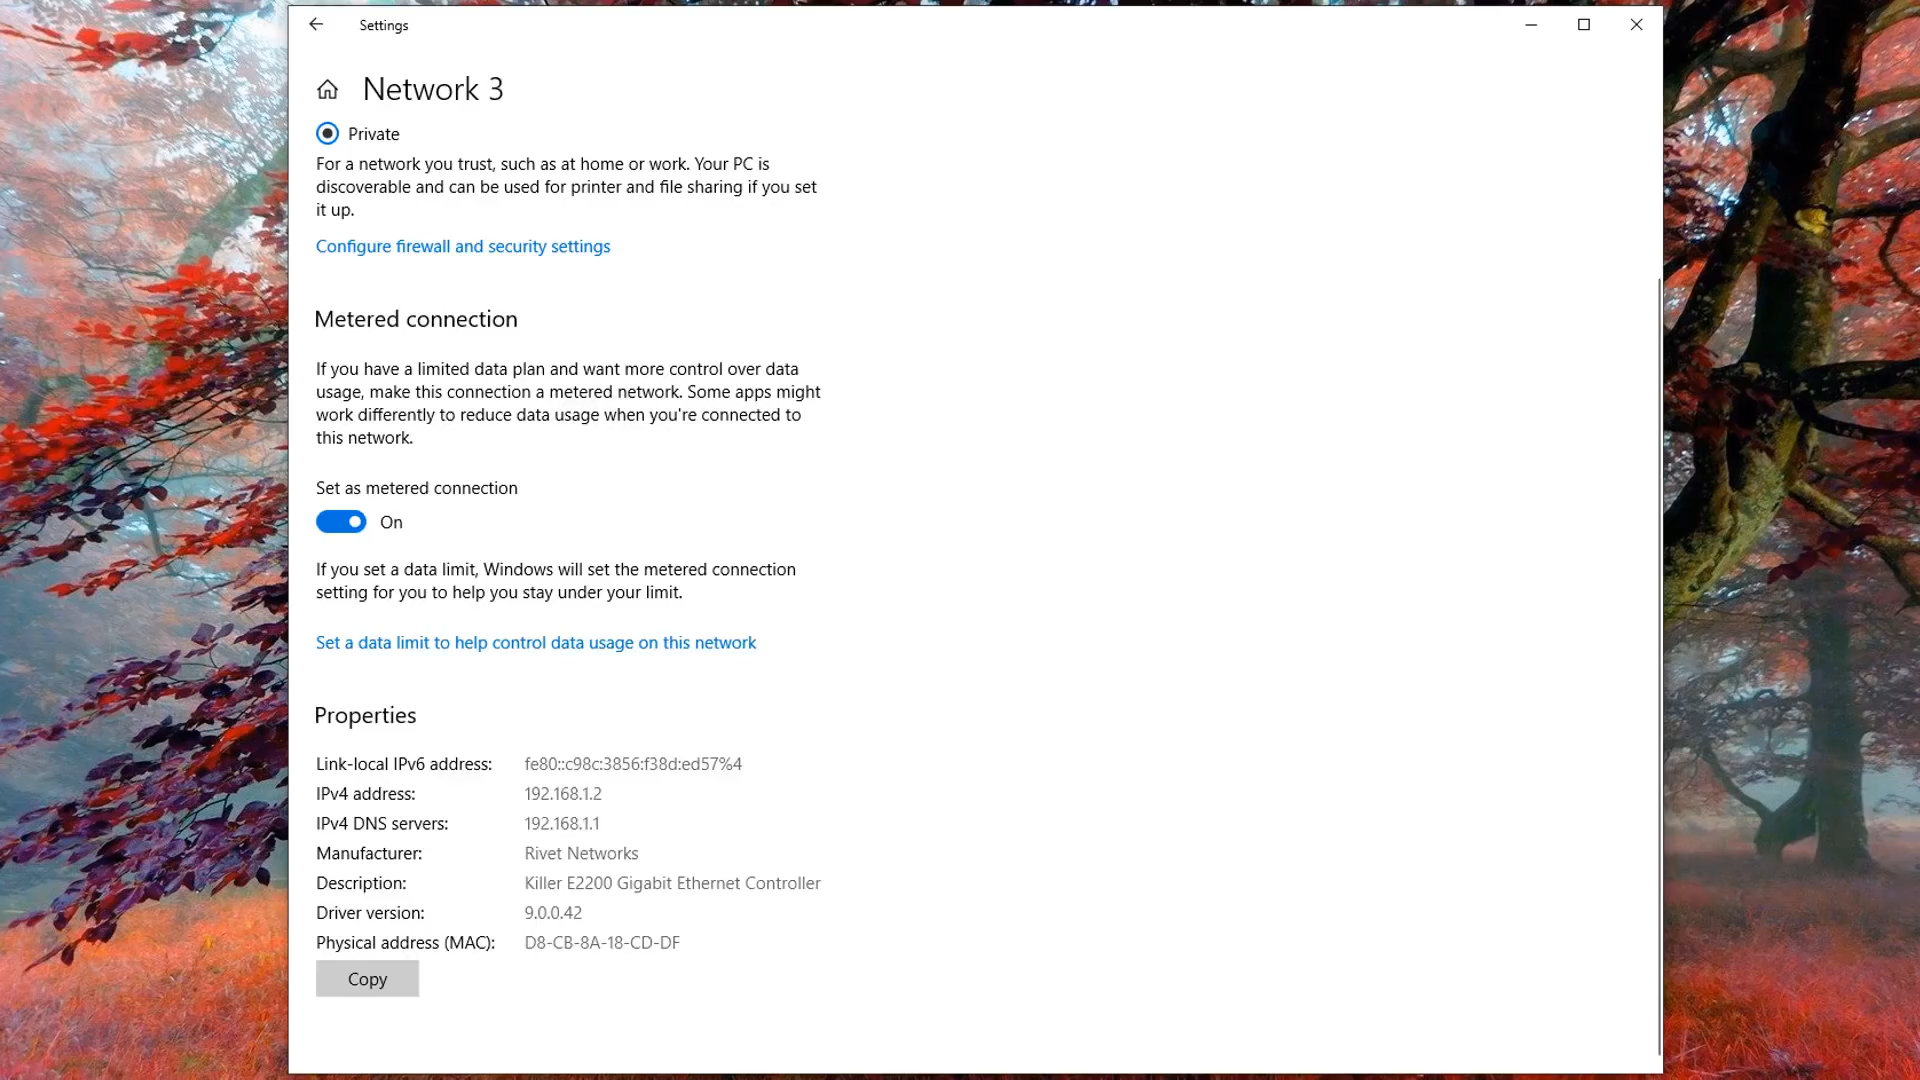 Settings
Network 3
Private
For a network you trust, such as at home or work. Your PC is
discoverable and can be used for printer and file sharing if you set
it up.
Configure firewall and security settings
Metered connection
If you have a limited data plan and want more control over data
usage, make this connection a metered network. Some apps might
work differently to reduce data usage when you're connected to
this network.
Set as metered connection
On
If you set a data limit, Windows will set the metered connection
setting for you to help you stay under your limit.
Set a data limit to help control data usage on this network
Properties
Link-local IPv6 address: fe80::c98c:3856:f38d:ed57%4
IPv4 address: 192.168.1.2
IPv4 DNS servers: 192.168.1.1
Manufacturer: Rivet Networks
Description: Killer E2200 Gigabit Ethernet Controller
Driver version: 9.0.0.42
Physical address (MAC): D8-CB-8A-18-CD-DF
Copy